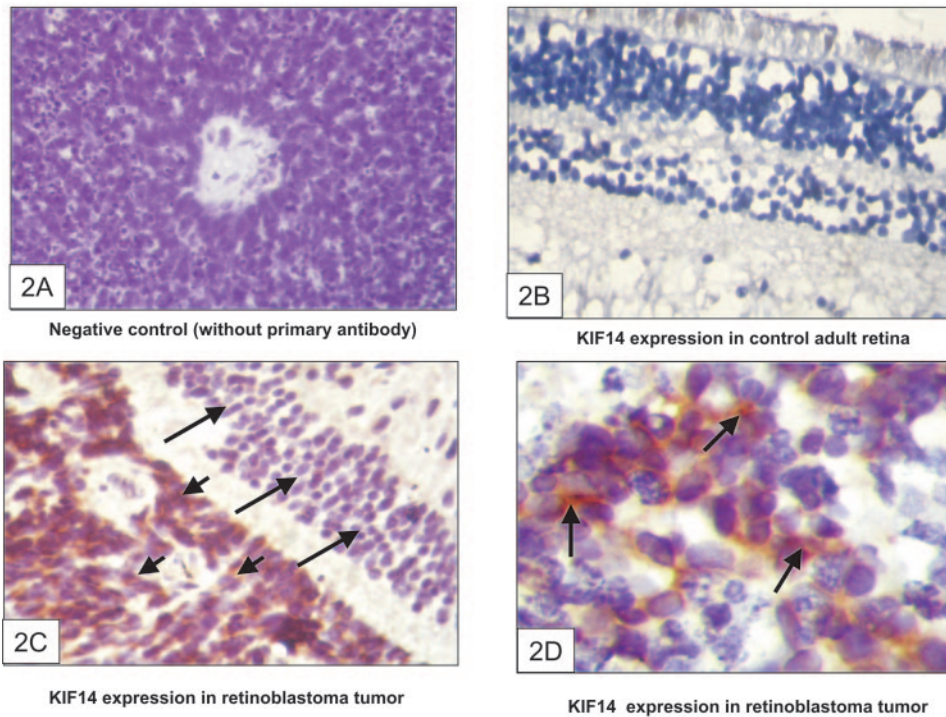 2A
Negative control (without primary antibody)
2B
KIF14 expression in control adult retina
2C
KIF14 expression in retinoblastoma tumor
2D
KIF14 expression in retinoblastoma tumor